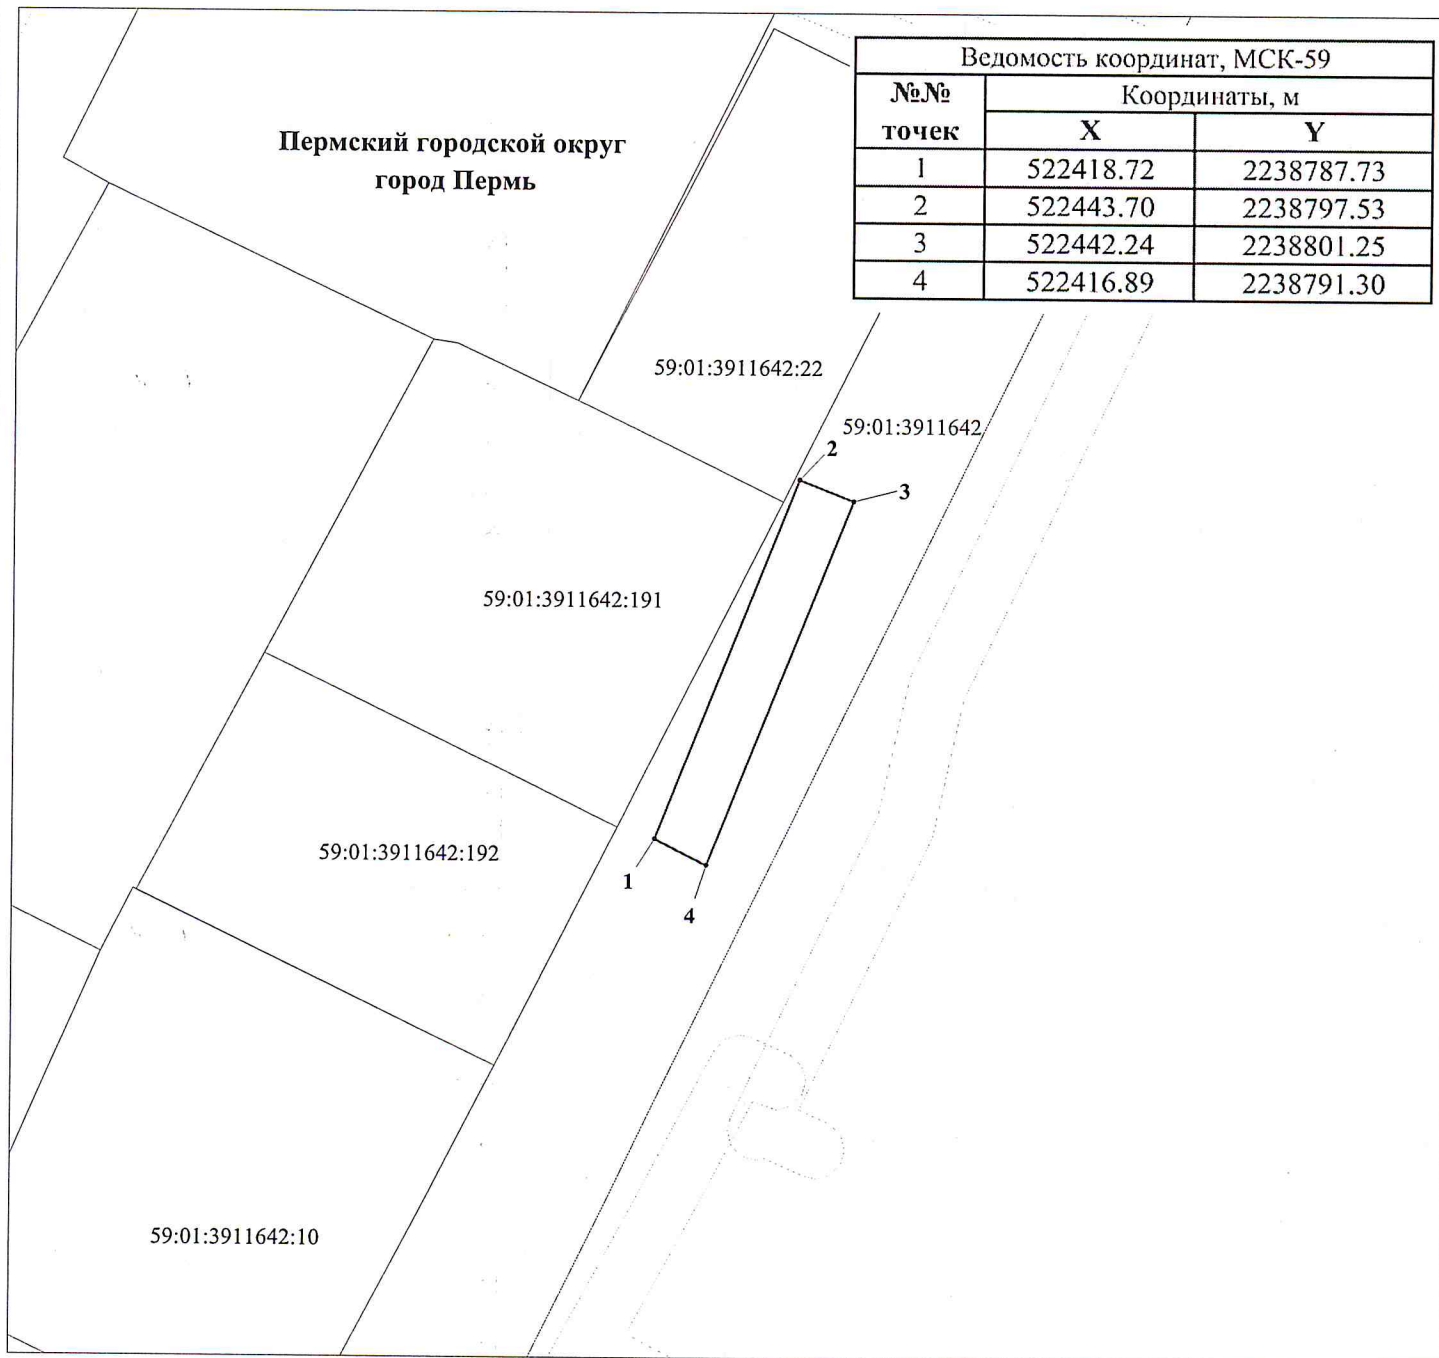 Ведомость координат, МСК-59
№№ точек
Координаты, м
X Y
1 522418.72 2238787.73
2 522443.70 2238797.53
3 522442.24 2238801.25
4 522416.89 2238791.30
Пермский городской округ
город Пермь
59:01:3911642:22
59:01:3911642
2
3
59:01:3911642:191
59:01:3911642:192
1
4
59:01:3911642:10